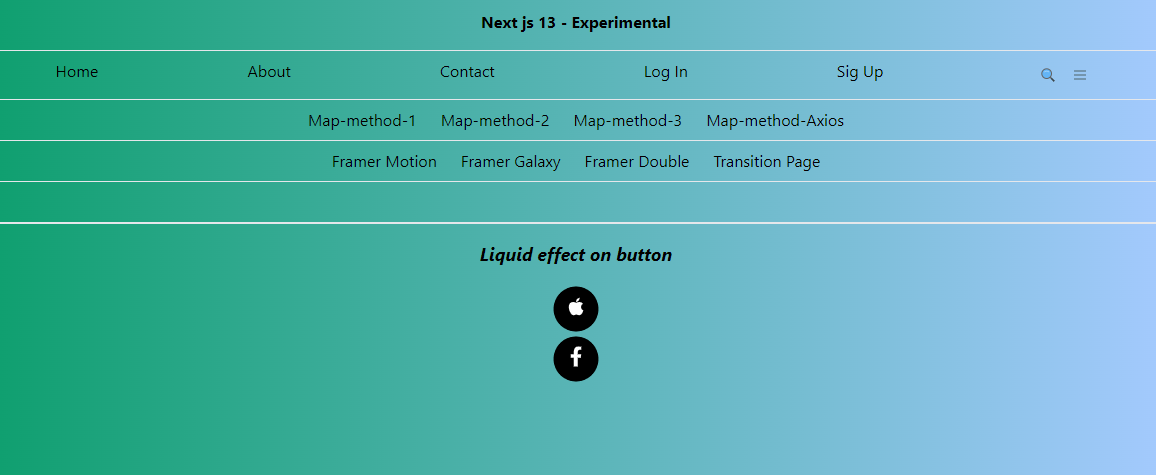 Next js 13 - Experimental
Home About Contact Log In Sig Up
Map-method-1 Map-method-2 Map-method-3 Map-method-Axios
Framer Motion Framer Galaxy Framer Double Transition Page
Liquid effect on button